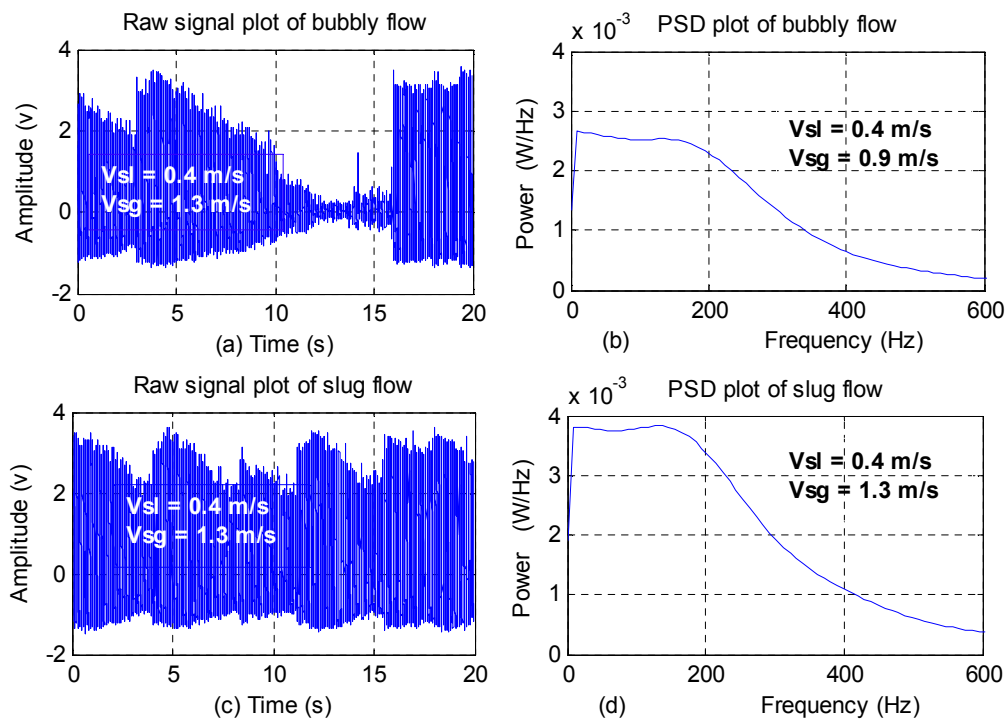 Raw signal plot of bubbly flow
Amplitude (v)
4
2
0
-2
Vsl = 0.4 m/s
Vsg = 1.3 m/s
0 5 10 15 20
(a) Time (s)
PSD plot of bubbly flow
x 10^-3
Power (W/Hz)
4
3
2
1
0
Vsl = 0.4 m/s
Vsg = 0.9 m/s
0 200 400 600
(b) Frequency (Hz)
Raw signal plot of slug flow
Amplitude (v)
4
2
0
-2
Vsl = 0.4 m/s
Vsg = 1.3 m/s
0 5 10 15 20
(c) Time (s)
PSD plot of slug flow
x 10^-3
Power (W/Hz)
4
3
2
1
0
Vsl = 0.4 m/s
Vsg = 1.3 m/s
0 200 400 600
(d) Frequency (Hz)